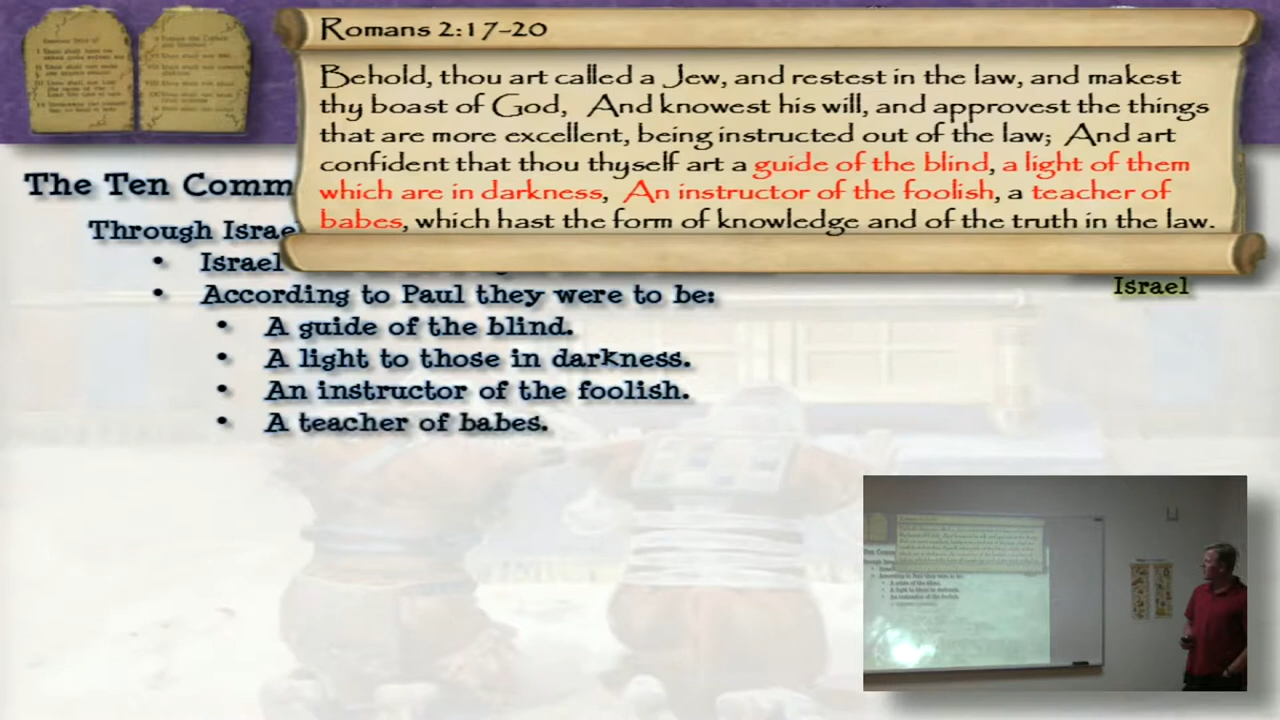 Romans 2:17-20
Behold, thou art called a Jew, and restest in the law, and makest
thy boast of God, And knowest his will, and approvest the things
that are more excellent, being instructed out of the law; And art
confident that thou thyself art a guide of the blind, a light of them
which are in darkness, An instructor of the foolish, a teacher of
babes, which hast the form of knowledge and of the truth in the law.
The Ten Comm
Through Israe
• Israel
Israel
• According to Paul they were to be:
• A guide of the blind.
• A light to those in darkness.
• An instructor of the foolish.
• A teacher of babes.